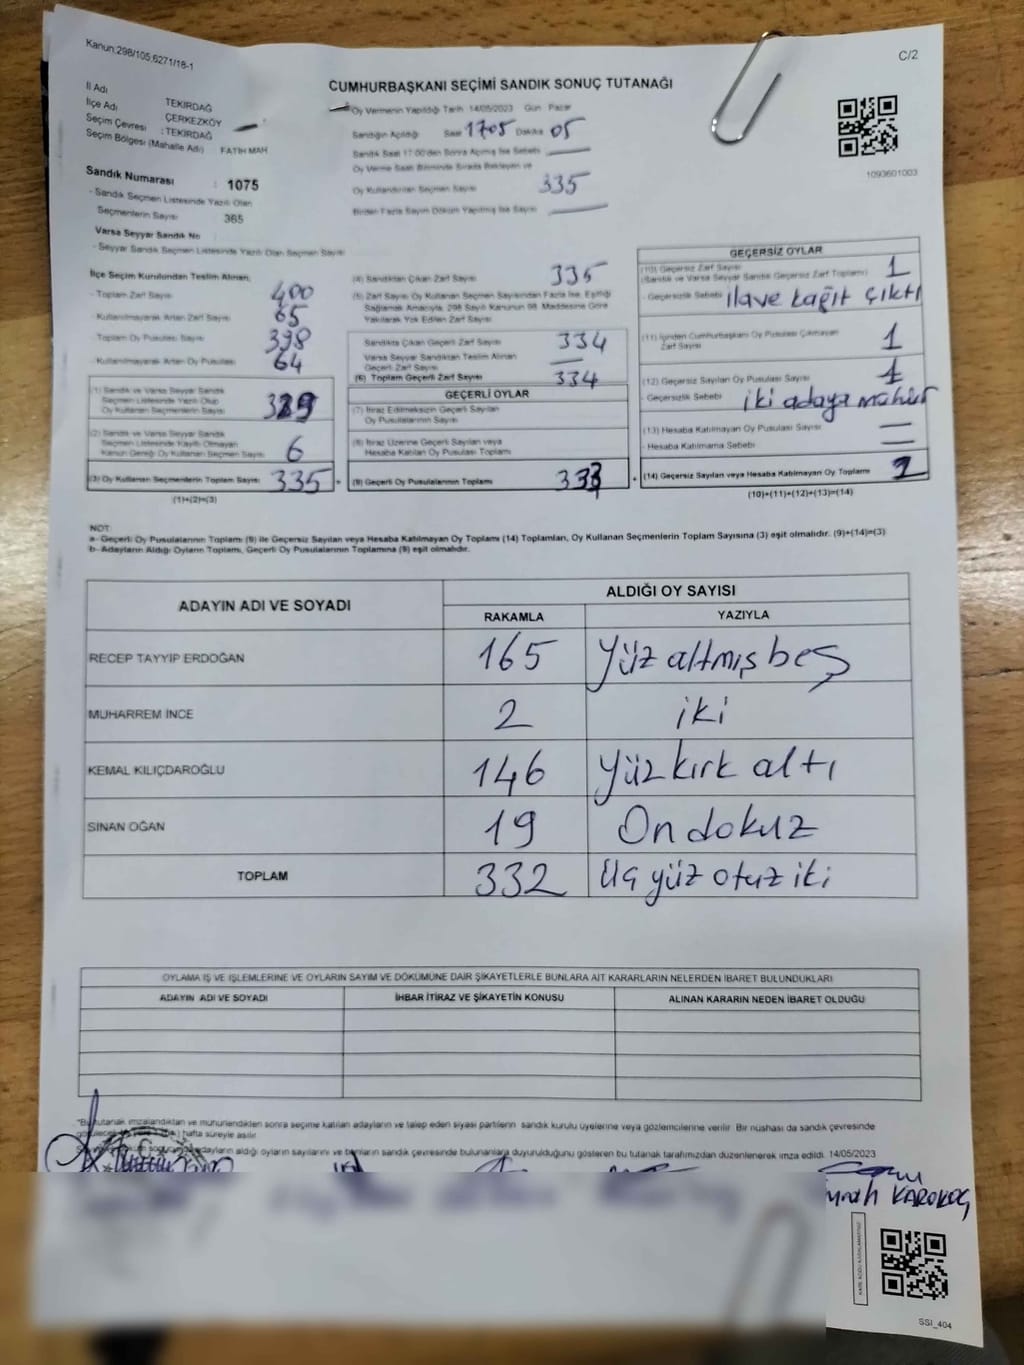 Kanun:298/105;6271/18-1
C/2
CUMHURBAŞKANI SEÇİMİ SANDIK SONUÇ TUTANAĞI
İl Adı TEKİRDAĞ
İlçe Adı ÇERKEZKÖY
Seçim Çevresi : TEKİRDAĞ
Seçim Bölgesi (Mahalle Adı) FATİH MAH
Oy Vermenin Yapıldığı Tarih 14/05/2023 Gün Pazar
Sandığın Açıldığı Saat 1705 Dakika 05
Sandık Saat 17:00'den Sonra Açılmış İse Sebebi
Oy Verme Saati Bitiminde Sırada Bekleyen ve
Oy Kullandırılan Seçmen Sayısı 335
Birden Fazla Sayım Döküm Yapılmış İse Sayısı
1093601003
Sandık Numarası : 1075
- Sandık Seçmen Listesinde Yazılı Olan
Seçmenlerin Sayısı 365
Varsa Seyyar Sandık No
- Seyyar Sandık Seçmen Listesinde Yazılı Olan Seçmen Sayısı
İlçe Seçim Kurulundan Teslim Alınan,
- Toplam Zarf Sayısı 400
- Kullanılmayarak Artan Zarf Sayısı 65
- Toplam Oy Pusulası Sayısı 398
- Kullanılmayarak Artan Oy Pusulası 64
(1) Sandık ve Varsa Seyyar Sandık
Seçmen Listesinde Yazılı Olup
Oy Kullanan Seçmenlerin Sayısı 329
(2) Sandık ve Varsa Seyyar Sandık
Seçmen Listesinde Kayıtlı Olmayan
Kanun Gereği Oy Kullanan Seçmen Sayısı 6
(3) Oy Kullanan Seçmenlerin Toplam Sayısı 335
(1)+(2)=(3)
(4) Sandıktan Çıkan Zarf Sayısı 335
(5) Zarf Sayısı Oy Kullanan Seçmen Sayısından Fazla İse, Eşitliği
Sağlamak Amacıyla, 298 Sayılı Kanunun 98. Maddesine Göre
Yakılarak Yok Edilen Zarf Sayısı
Sandıkta Çıkan Geçerli Zarf Sayısı 334
Varsa Seyyar Sandıktan Teslim Alınan
Geçerli Zarf Sayısı
(6) Toplam Geçerli Zarf Sayısı 334
GEÇERLİ OYLAR
(7) İtiraz Edilmeksizin Geçerli Sayılan
Oy Pusulalarının Sayısı
(8) İtiraz Üzerine Geçerli Sayılan veya
Hesaba Katılan Oy Pusulası Toplamı
(9) Geçerli Oy Pusulalarının Toplamı 333
GEÇERSİZ OYLAR
(10) Geçersiz Zarf Sayısı
(Sandık ve Varsa Seyyar Sandık Geçersiz Zarf Toplamı) 1
- Geçersizlik Sebebi ilave kağıt çıktı
(11) İçinden Cumhurbaşkanı Oy Pusulası Çıkmayan
Zarf Sayısı 1
(12) Geçersiz Sayılan Oy Pusulası Sayısı 1
- Geçersizlik Sebebi iki adaya mühür
(13) Hesaba Katılmayan Oy Pusulası Sayısı
Hesaba Katılmama Sebebi
(14) Geçersiz Sayılan veya Hesaba Katılmayan Oy Toplamı
(10)+(11)+(12)+(13)=(14)
NOT
a- Geçerli Oy Pusulalarının Toplamı (9) ile Geçersiz Sayılan veya Hesaba Katılmayan Oy Toplamı (14) Toplamları, Oy Kullanan Seçmenlerin Toplam Sayısına (3) eşit olmalıdır. (9)+(14)=(3)
b- Adayların Aldığı Oyların Toplamı, Geçerli Oy Pusulalarının Toplamına (9) eşit olmalıdır.
ADAYIN ADI VE SOYADI
ALDIĞI OY SAYISI
RAKAMLA YAZIYLA
RECEP TAYYİP ERDOĞAN 165 Yüz altmış beş
MUHARREM İNCE 2 iki
KEMAL KILIÇDAROĞLU 146 Yüz kırk altı
SİNAN OĞAN 19 On dokuz
TOPLAM 332 Üç yüz otuz iki
OYLAMA İŞ VE İŞLEMLERİNE VE OYLARIN SAYIM VE DÖKÜMÜNE DAİR ŞİKAYETLERLE BUNLARA AİT KARARLARIN NELERDEN İBARET BULUNDUKLARI
ADAYIN ADI VE SOYADI İHBAR İTİRAZ VE ŞİKAYETİN KONUSU ALINAN KARARIN NEDEN İBARET OLDUĞU
"Bu tutanak imzalandıktan ve mühürlendikten sonra seçime katılan adayların ve talep eden siyasi partilerin sandık kurulu üyelerine veya gözlemcilerine verilir. Bir nüshası da sandık çevresinde
hafta süreyle asılır.
adayların aldığı oyların sayılarını ve bunların sandık çevresinde bulunanlara duyurulduğunu gösteren bu tutanak tarafımızdan düzenlenerek imza edildi. 14/05/2023
KAROKOÇ
SSI_404